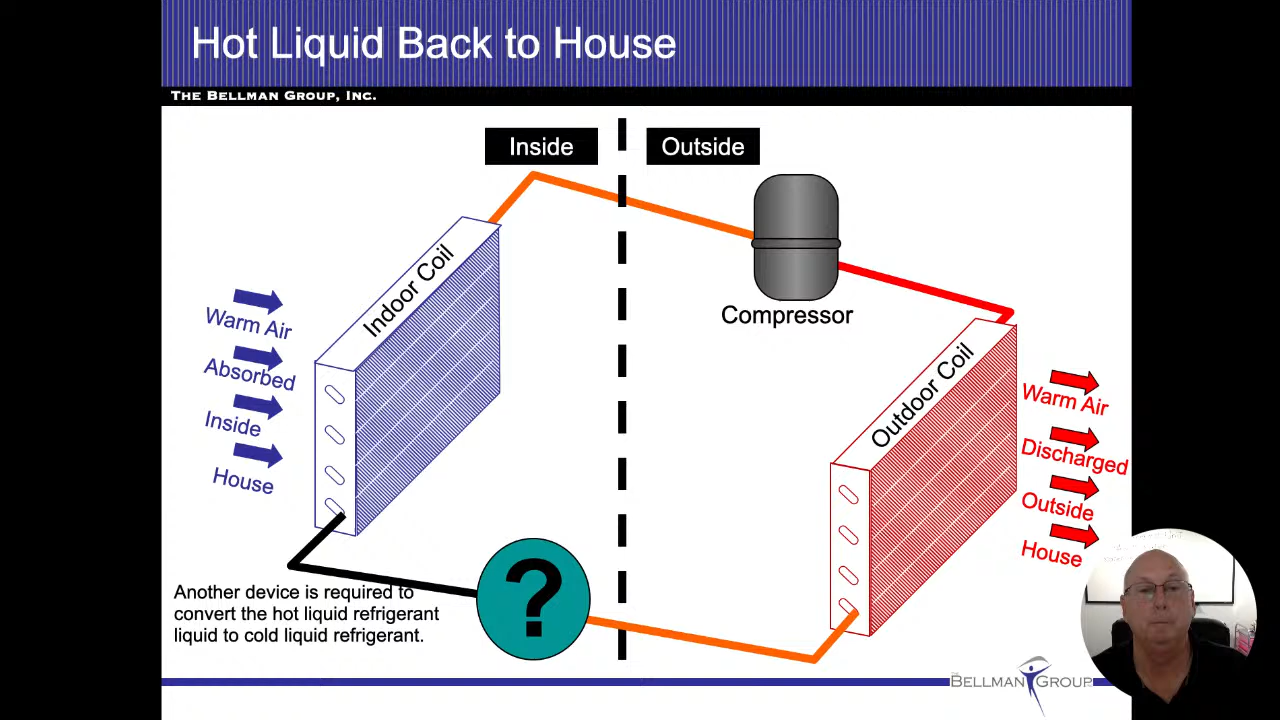 Hot Liquid Back to House
THE BELLMAN GROUP, INC.
Inside
Outside
Indoor Coil
Compressor
Warm Air
Absorbed
Inside
House
Outdoor Coil
Warm Air
Discharged
Outside
House
?
Another device is required to
convert the hot liquid refrigerant
liquid to cold liquid refrigerant.
THE
BELLMAN GROUP